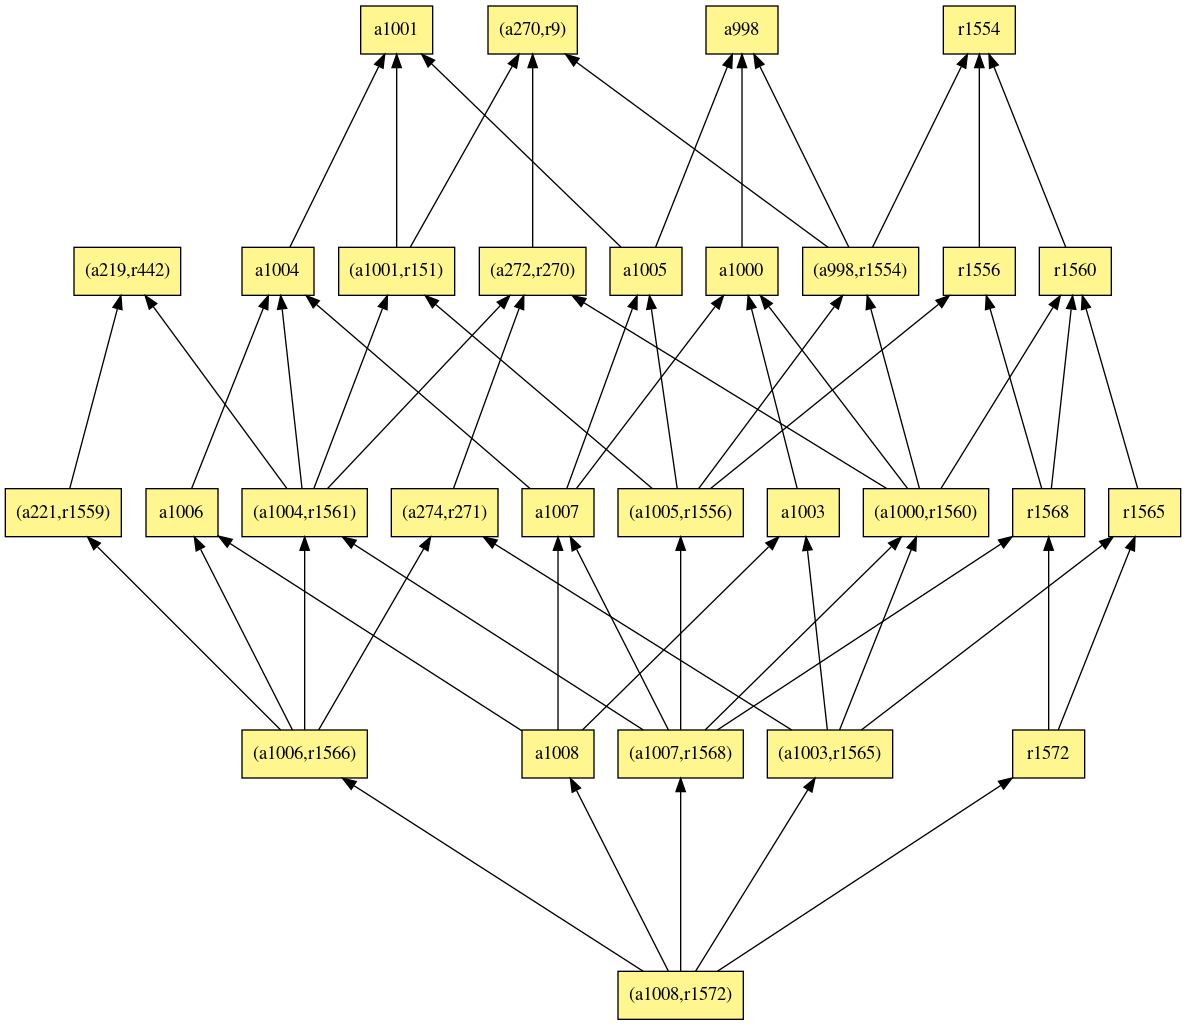 a1001
(a270,r9)
a998
r1554
(a219,r442)
a1004
(a1001,r151)
(a272,r270)
a1005
a1000
(a998,r1554)
r1556
r1560
(a221,r1559)
a1006
(a1004,r1561)
(a274,r271)
a1007
(a1005,r1556)
a1003
(a1000,r1560)
r1568
r1565
(a1006,r1566)
a1008
(a1007,r1568)
(a1003,r1565)
r1572
(a1008,r1572)